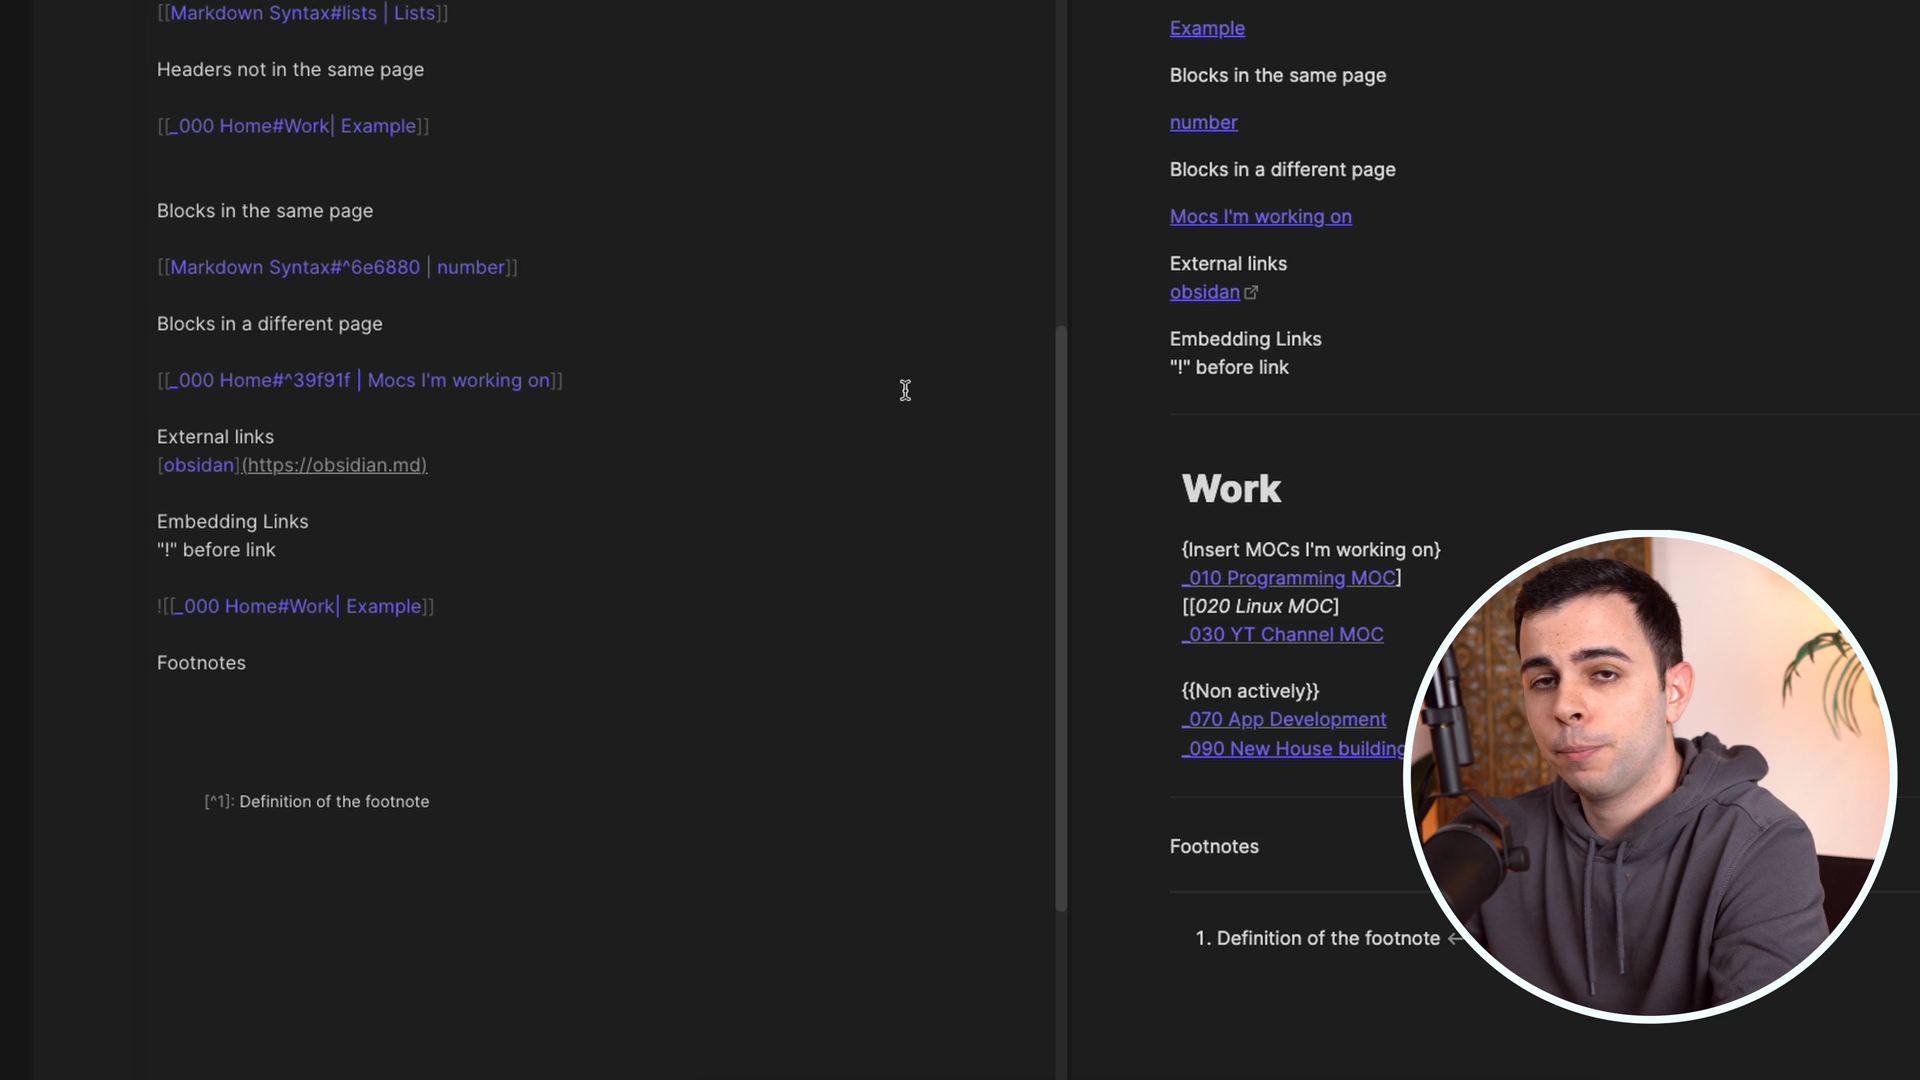 [[Markdown Syntax#lists | Lists]]
Headers not in the same page
[[_000 Home#Work| Example]]
Blocks in the same page
[[Markdown Syntax#^6e6880 | number]]
Blocks in a different page
[[_000 Home#^39f91f | Mocs I'm working on]]
External links
[obsidan](https://obsidian.md)
Embedding Links
"!" before link
![[_000 Home#Work| Example]]
Footnotes
[^1]: Definition of the footnote
Example
Blocks in the same page
number
Blocks in a different page
Mocs I'm working on
External links
obsidan
Embedding Links
"!" before link
Work
{Insert MOCs I'm working on}
_010 Programming MOC]
[[020 Linux MOC]
_030 YT Channel MOC
{{Non actively}}
_070 App Development
_090 New House building
Footnotes
1. Definition of the footnote ←